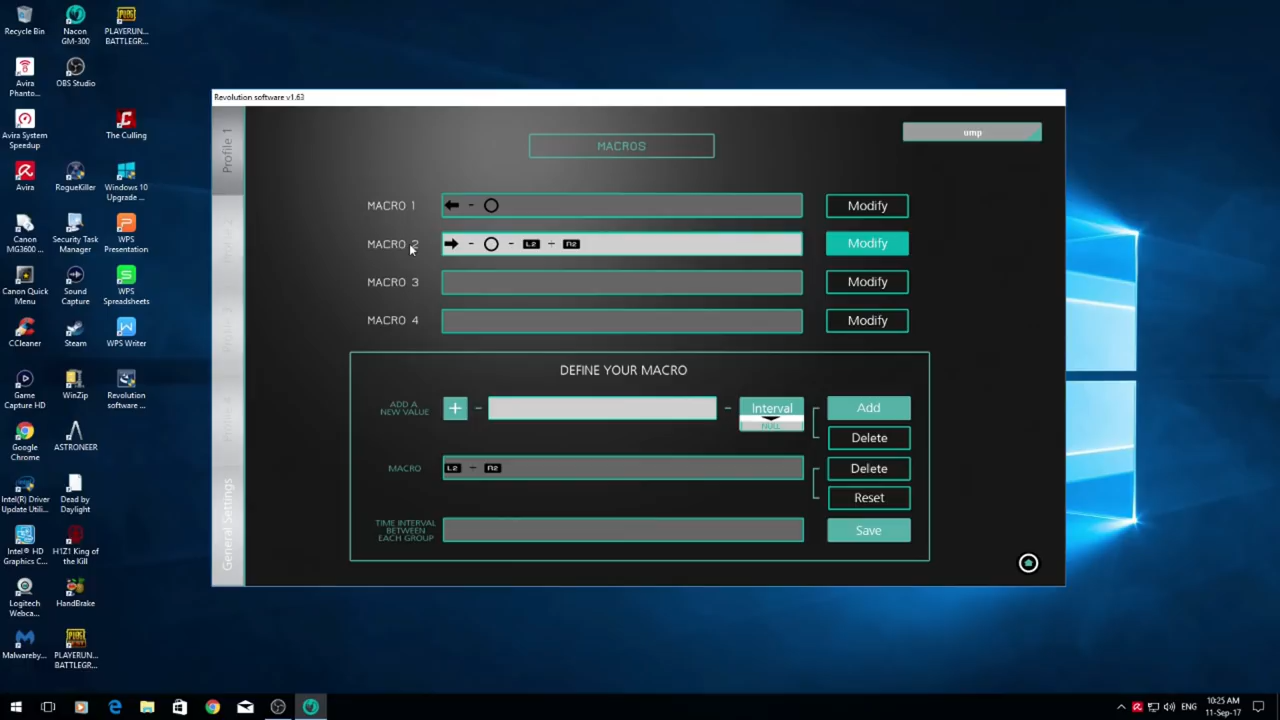 Recycle Bin
Nacon
GM-300
PLAYERUN...
BATTLEGR...
Avira
Phanto...
OBS Studio
Avira System
Speedup
The Culling
Avira
RogueKiller
Windows 10
Upgrade ...
Canon
MG3600 ...
Security Task
Manager
WPS
Presentation
Canon Quick
Menu
Sound
Capture
WPS
Spreadsheets
CCleaner
Steam
WPS Writer
Game
Capture HD
WinZip
Revolution
software ...
Google
Chrome
ASTRONEER
Intel(R) Driver
Update Utili...
Dead by
Daylight
Intel® HD
Graphics C...
H1Z1 King of
the Kill
Logitech
Webca...
HandBrake
Malwareby...
PLAYERUN...
BATTLEGR...
Revolution software v1.63
Profile 1
General Settings
MACROS
ump
MACRO 1
-
Modify
MACRO 2
- - L2 ÷ R2
Modify
MACRO 3
Modify
MACRO 4
Modify
DEFINE YOUR MACRO
ADD A
NEW VALUE
+ - - Interval
NULL
Add
Delete
MACRO
L2 ÷ R2
Delete
Reset
TIME INTERVAL
BETWEEN
EACH GROUP
Save
ENG
10:25 AM
11-Sep-17